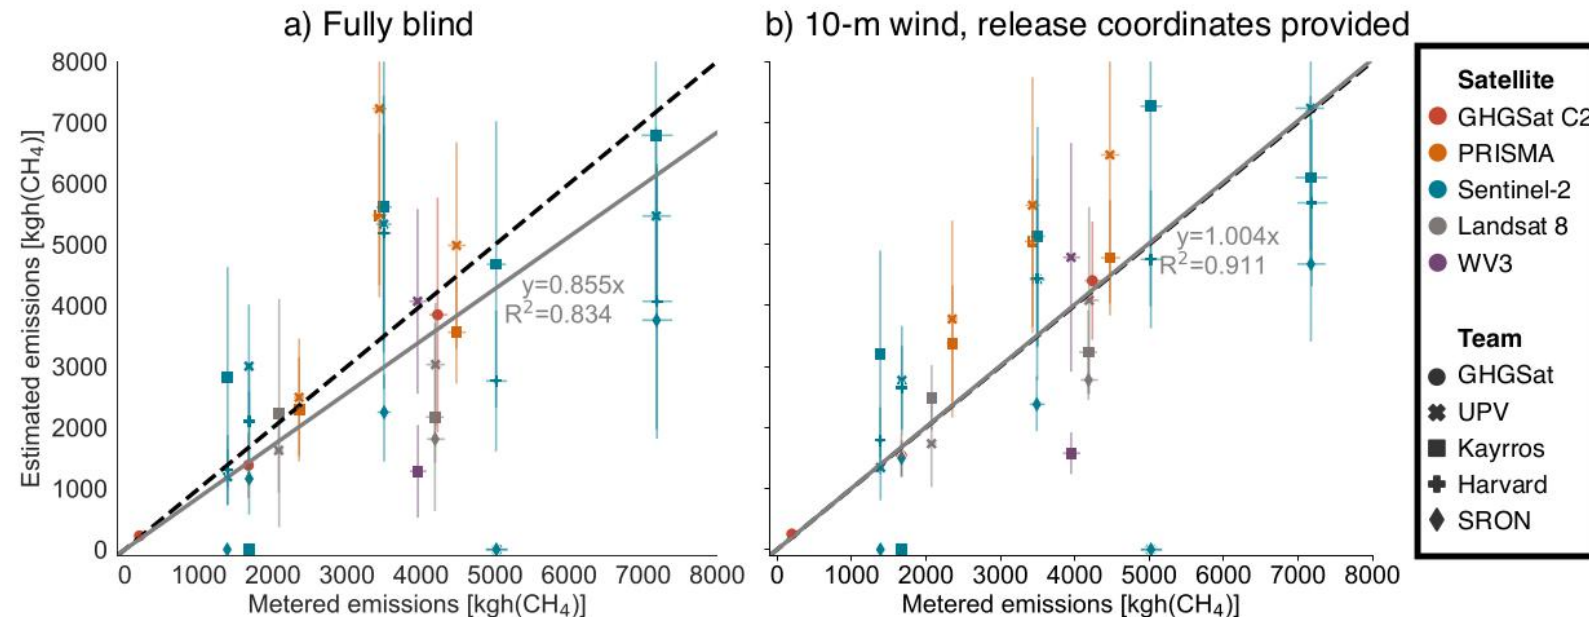 a) Fully blind
b) 10-m wind, release coordinates provided
Estimated emissions [kgh(CH₄)]
8000
7000
6000
5000
4000
3000
2000
1000
0
y=0.855x
R²=0.834
0 1000 2000 3000 4000 5000 6000 7000 8000
Metered emissions [kgh(CH₄)]
y=1.004x
R²=0.911
0 1000 2000 3000 4000 5000 6000 7000 8000
Metered emissions [kgh(CH₄)]
Satellite
GHGSat C2
PRISMA
Sentinel-2
Landsat 8
WV3
Team
GHGSat
UPV
Kayrros
Harvard
SRON